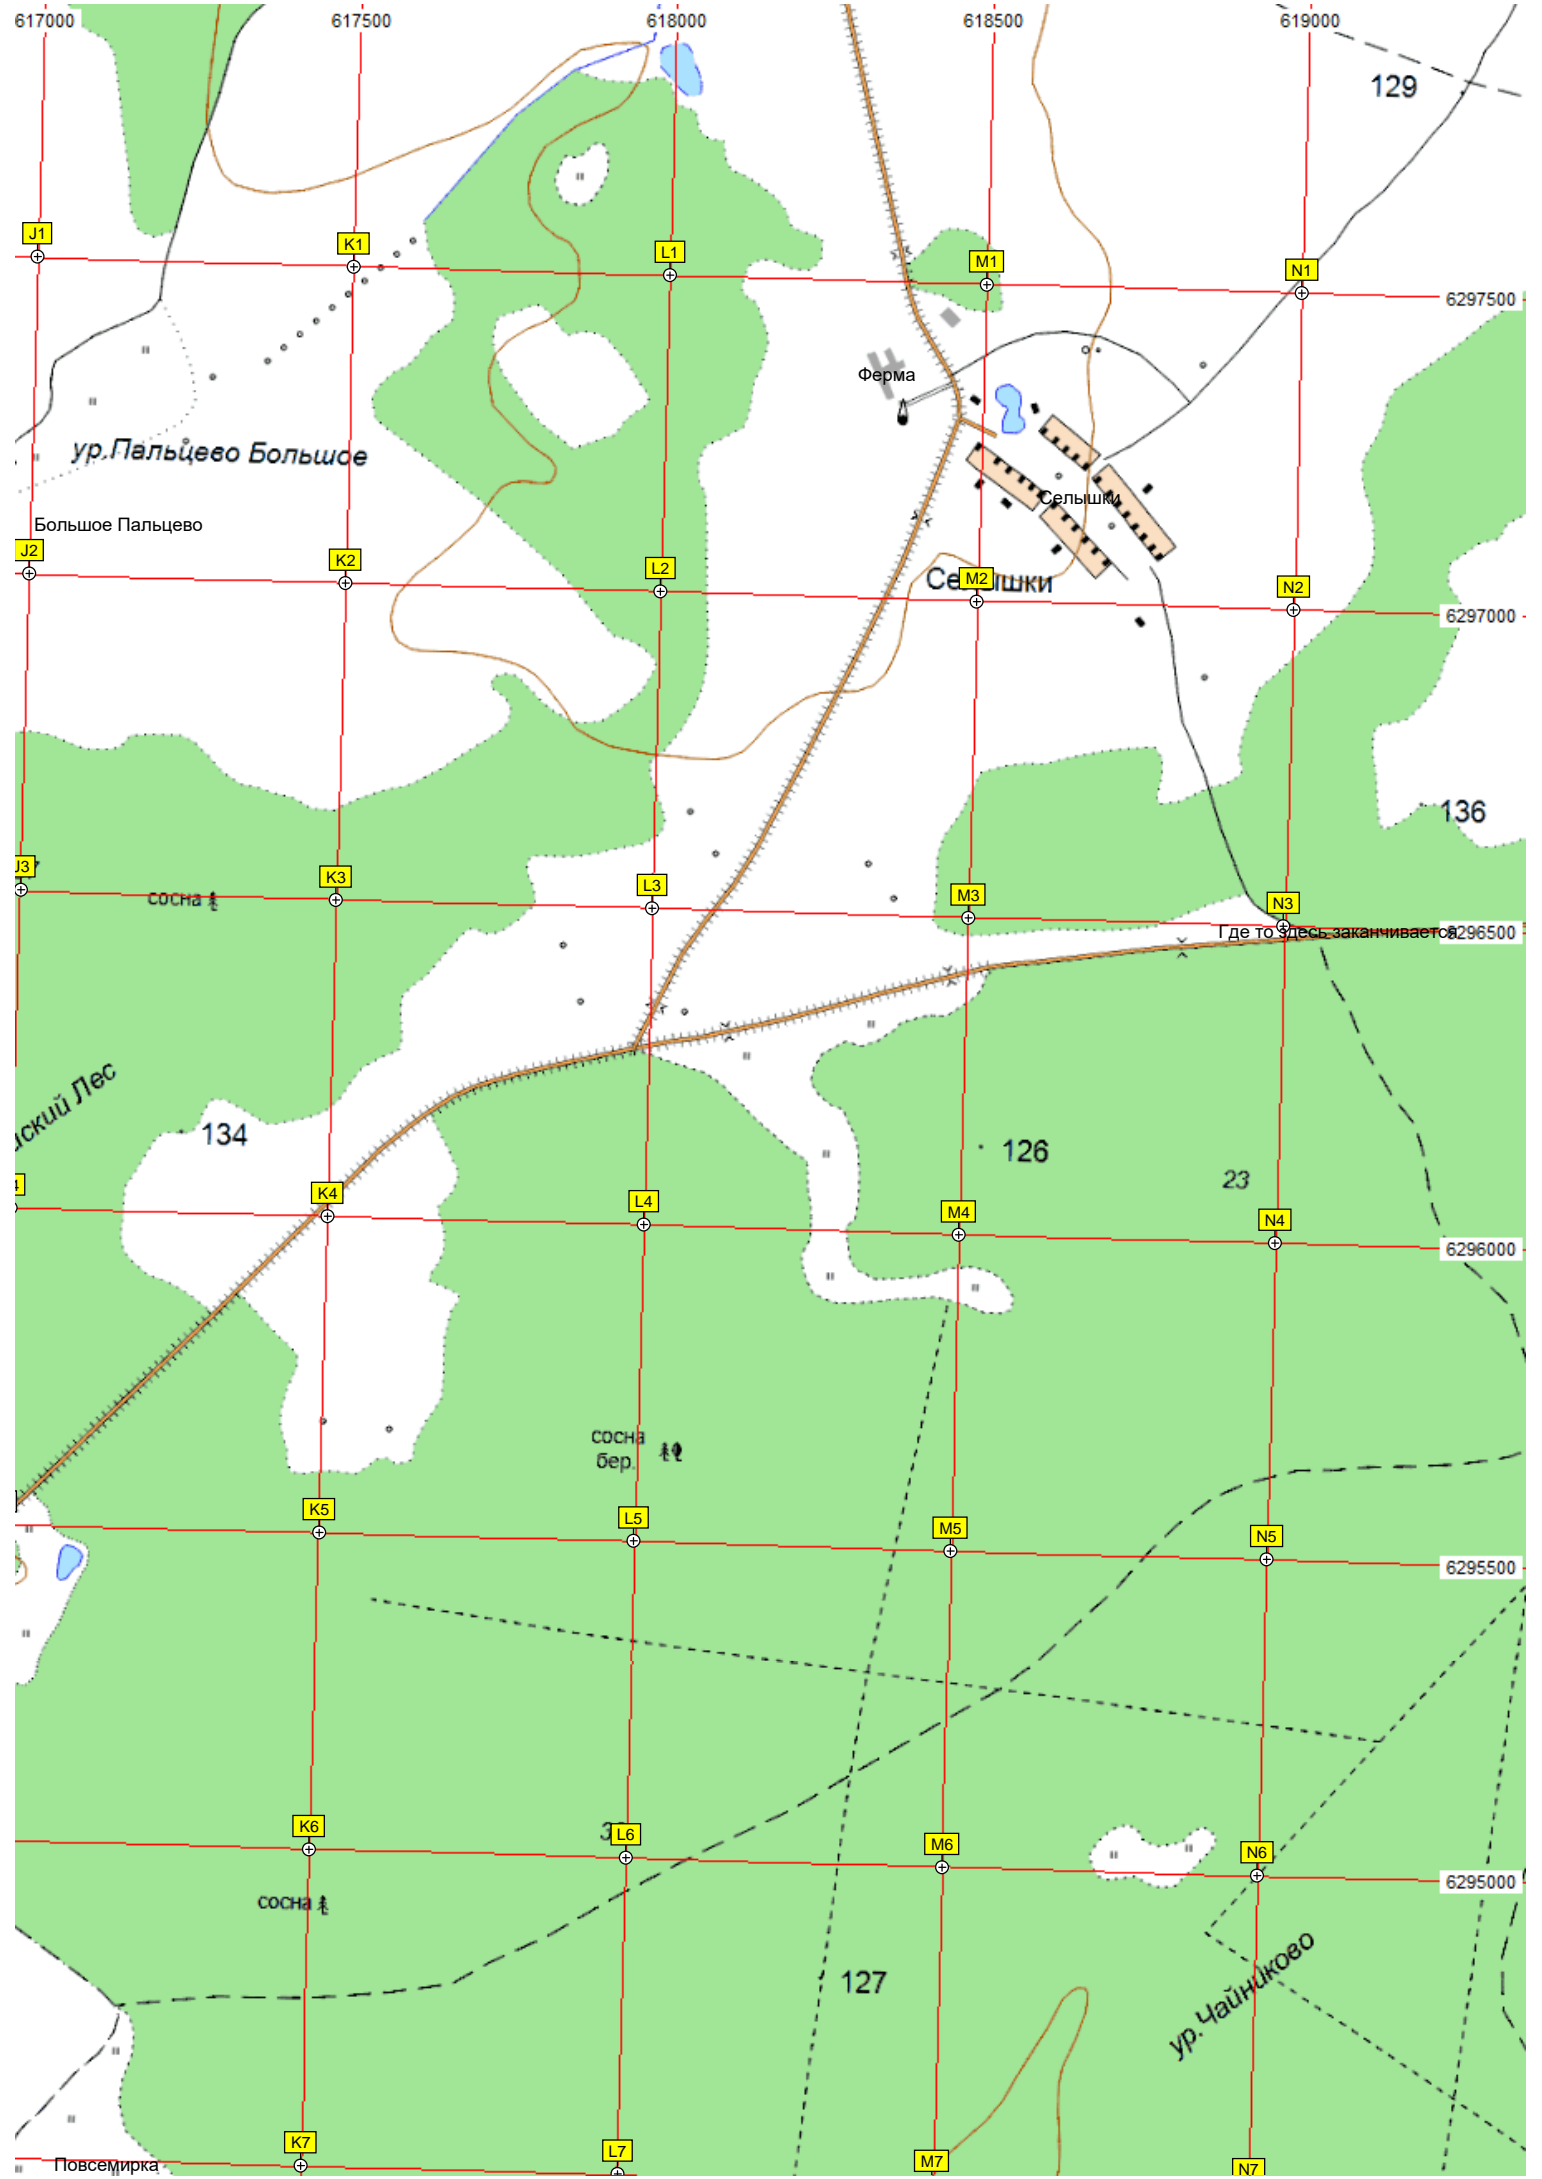 617000 617500 618000 618500 619000
129
J1 K1 L1 M1 N1
6297500
Ферма
ур.Пальцево Большое
Селышки
Большое Пальцево
J2 K2 L2 M2 N2
Селышки
6297000
136
J3 K3 L3 M3 N3
сосна
Где то здесь заканчивается
6296500
Лес
134
126
23
K4 L4 M4 N4
6296000
сосна
бер.
K5 L5 M5 N5
6295500
K6 L6 M6 N6
6295000
сосна
ур.Чайниково
127
K7 L7 M7 N7
Повсемирка